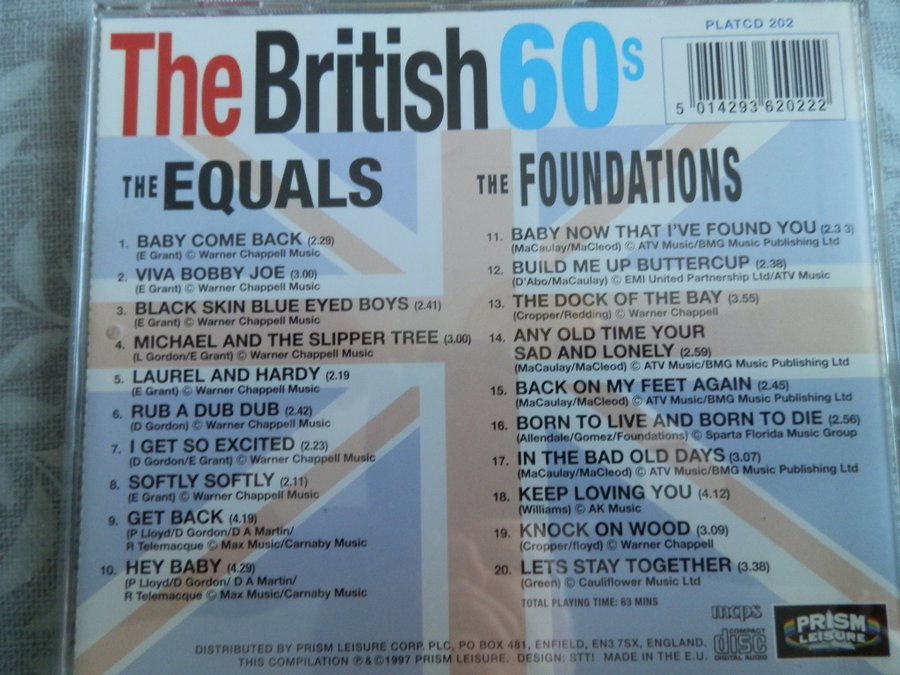 PLATCD 202
The British 60s
5 014293 620222
THE EQUALS
1. BABY COME BACK (2.29)
(E Grant) © Warner Chappell Music
2. VIVA BOBBY JOE (3.00)
(E Grant) © Warner Chappell Music
3. BLACK SKIN BLUE EYED BOYS (2.41)
(E Grant) © Warner Chappell Music
4. MICHAEL AND THE SLIPPER TREE (3.00)
(L Gordon/E Grant) © Warner Chappell Music
5. LAUREL AND HARDY (2.19
(E Grant) © Warner Chappell Music
6. RUB A DUB DUB (2.42)
(D Gordon) © Warner Chappell Music
7. I GET SO EXCITED (2.23)
(D Gordon/E Grant) © Warner Chappell Music
8. SOFTLY SOFTLY (2.11)
(E Grant) © Warner Chappell Music
9. GET BACK (4.19)
(P Lloyd/D Gordon/D A Martin/
R Telemacque © Max Music/Carnaby Music
10. HEY BABY (4.29)
(P Lloyd/D Gordon/ D A Martin/
R Telemacque © Max Music/Carnaby Music
THE FOUNDATIONS
11. BABY NOW THAT I'VE FOUND YOU (2.3 3)
(MaCaulay/MaCleod) © ATV Music/BMG Music Publishing Ltd
12. BUILD ME UP BUTTERCUP (2.38)
(D'Abo/MaCaulay) © EMI United Partnership Ltd/ATV Music
13. THE DOCK OF THE BAY (3.55)
(Cropper/Redding) © Warner Chappell Music
14. ANY OLD TIME YOUR
SAD AND LONELY (2.59)
(MaCaulay/MaCleod) © ATV Music/BMG Music Publishing Ltd
15. BACK ON MY FEET AGAIN (2.45)
(MaCaulay/MaCleod) © ATV Music/BMG Music Publishing Ltd
16. BORN TO LIVE AND BORN TO DIE (2.56)
(Allendale/Gomez/Foundations) © Sparta Florida Music Group
17. IN THE BAD OLD DAYS (3.07)
(MaCaulay/MaCleod) © ATV Music/BMG Music Publishing Ltd
18. KEEP LOVING YOU (4.12)
(Williams) © AK Music
19. KNOCK ON WOOD (3.09)
(Cropper/floyd) © Warner Chappell
20. LETS STAY TOGETHER (3.38)
(Green) © Cauliflower Music Ltd
TOTAL PLAYING TIME: 63 MINS
mcps
COMPACT
disc
DIGITAL AUDIO
PRISM
LEISURE
DISTRIBUTED BY PRISM LEISURE CORP. PLC, PO BOX 481, ENFIELD, EN3 7SX, ENGLAND.
THIS COMPILATION ℗&©1997 PRISM LEISURE. DESIGN: STT! MADE IN THE E.U.